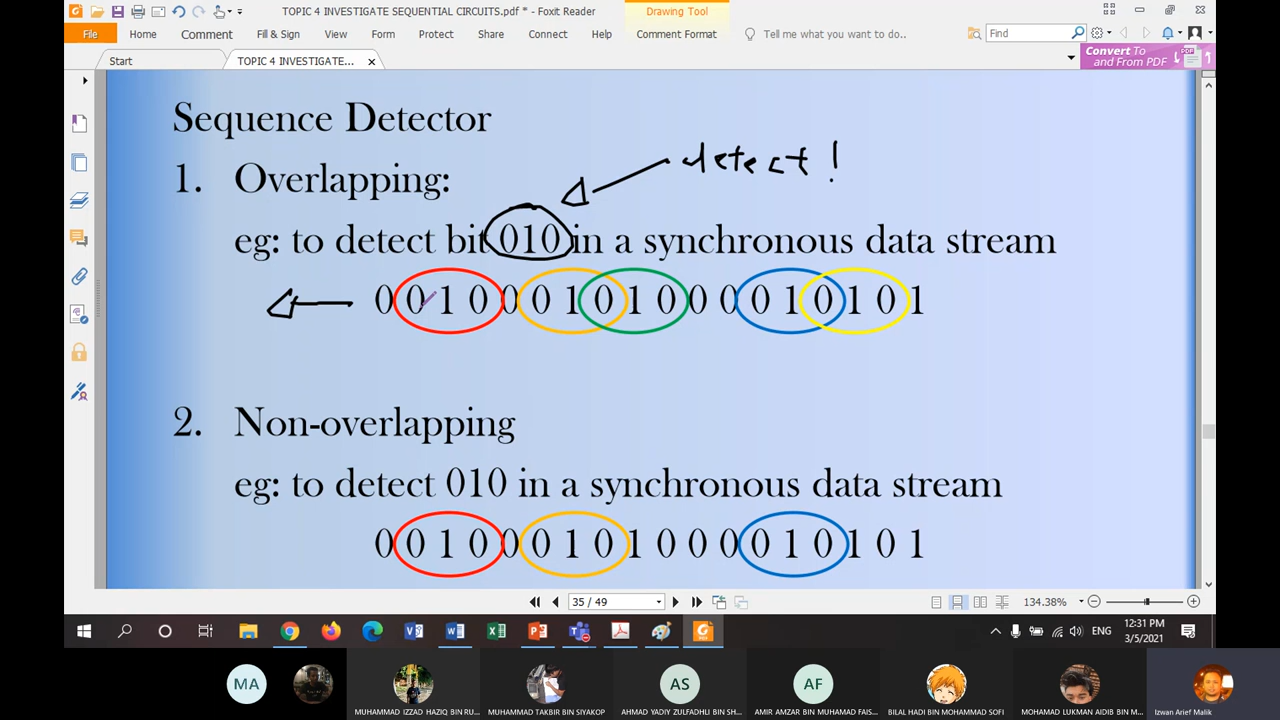 TOPIC 4 INVESTIGATE SEQUENTIAL CIRCUITS.pdf * - Foxit Reader
Drawing Tool
File Home Comment Fill & Sign View Form Protect Share Connect Help Comment Format Tell me what you want to do.. Find
Start TOPIC 4 INVESTIGATE... Convert To
and From PDF
Sequence Detector
detect !
1. Overlapping:
eg: to detect bit 010 in a synchronous data stream
0 0 1 0 0 0 1 0 1 0 0 0 0 1 0 1 0 1
2. Non-overlapping
eg: to detect 010 in a synchronous data stream
0 0 1 0 0 0 1 0 1 0 0 0 0 1 0 1 0 1
35 / 49 134.38%
ENG 12:31 PM
3/5/2021
MA AS AF
MUHAMMAD IZZAD HAZIQ BIN RU... MUHAMMAD TAKBIR BIN SIYAKOP AHMAD YADIY ZULFADHLI BIN SH... AMIR AMZAR BIN MUHAMAD FAIS... BILAL HADI BIN MOHAMMAD SOFI MOHAMAD LUKMAN AIDIB BIN M... Izwan Arief Malik